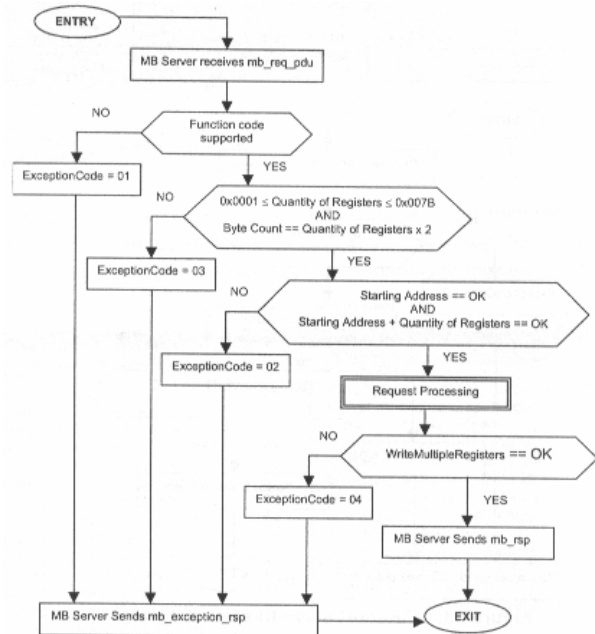 ENTRY
MB Server receives mb_req_pdu
NO
Function code
supported
YES
ExceptionCode = 01
NO
0x0001 ≤ Quantity of Registers ≤ 0x007B
AND
Byte Count == Quantity of Registers x 2
YES
ExceptionCode = 03
NO
Starting Address == OK
AND
Starting Address + Quantity of Registers == OK
YES
ExceptionCode = 02
Request Processing
NO
WriteMultipleRegisters == OK
YES
ExceptionCode = 04
MB Server Sends mb_rsp
MB Server Sends mb_exception_rsp
EXIT